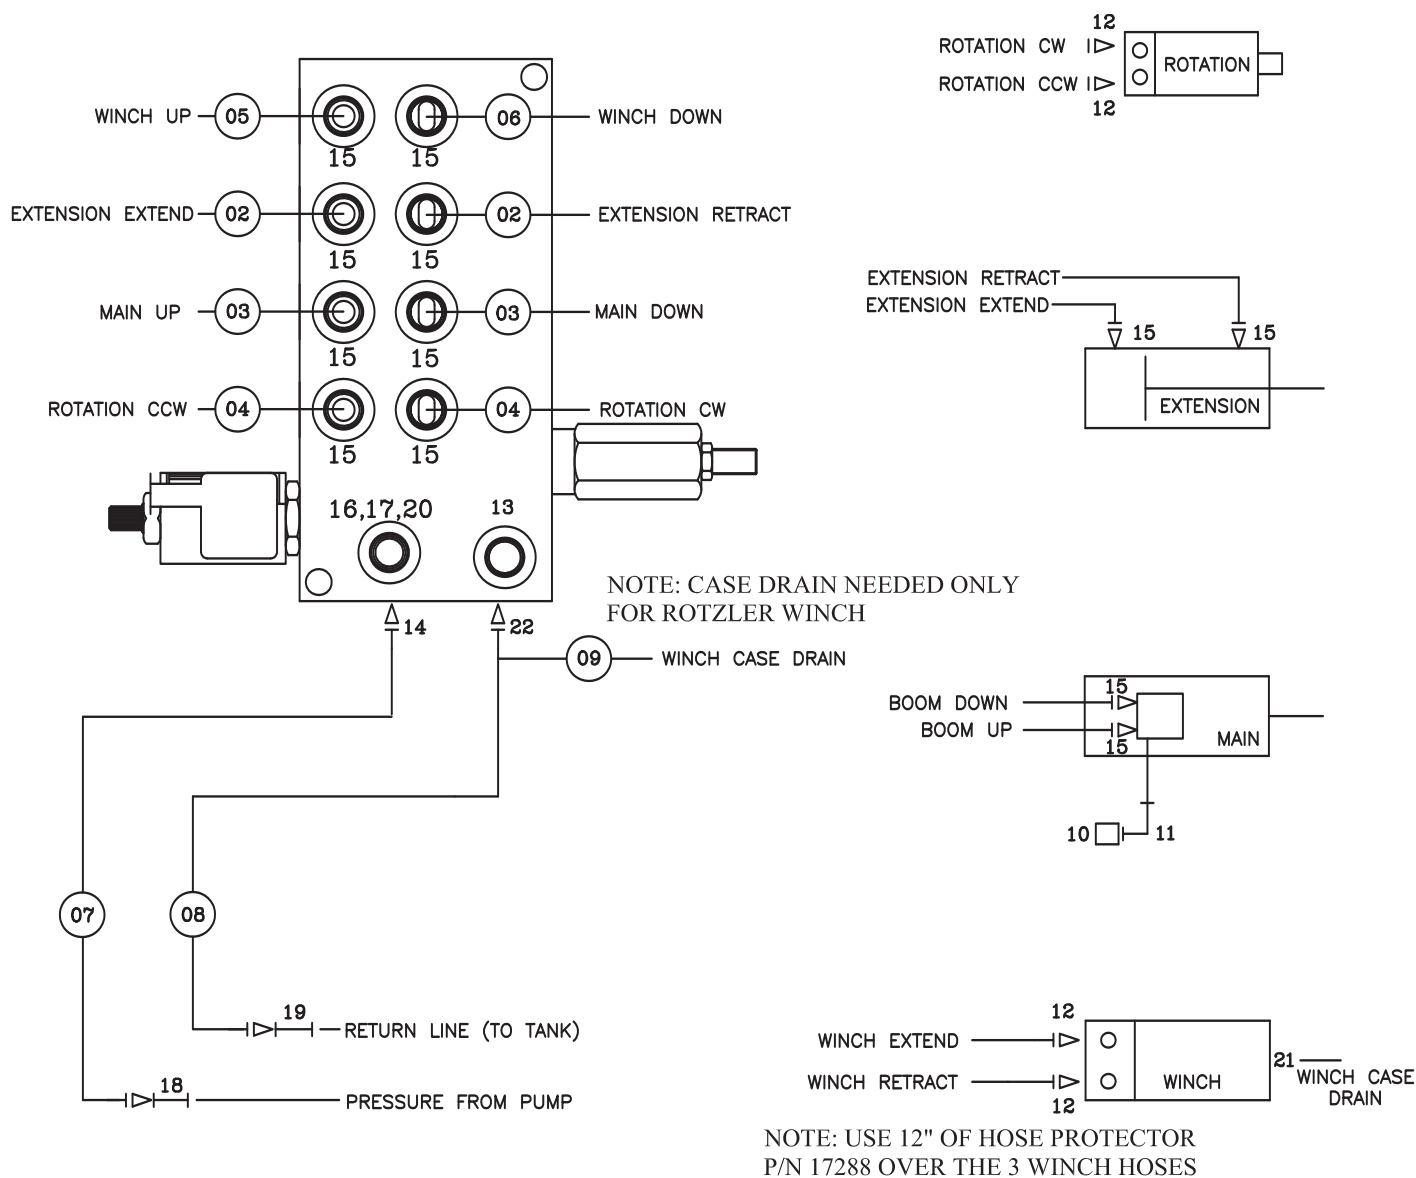 WINCH UP 05 06 WINCH DOWN
15 15
EXTENSION EXTEND 02 02 EXTENSION RETRACT
15 15
MAIN UP 03 03 MAIN DOWN
15 15
ROTATION CCW 04 04 ROTATION CW
15 15
16,17,20 13
NOTE: CASE DRAIN NEEDED ONLY
FOR ROTZLER WINCH
14 22
09 WINCH CASE DRAIN
07 08
19
RETURN LINE (TO TANK)
18
PRESSURE FROM PUMP
12
ROTATION CW
ROTATION
ROTATION CCW
12
EXTENSION RETRACT
EXTENSION EXTEND
15 15
EXTENSION
15
BOOM DOWN
BOOM UP
15
MAIN
10 11
12
WINCH EXTEND
WINCH RETRACT
12
WINCH
21
WINCH CASE
DRAIN
NOTE: USE 12" OF HOSE PROTECTOR
P/N 17288 OVER THE 3 WINCH HOSES